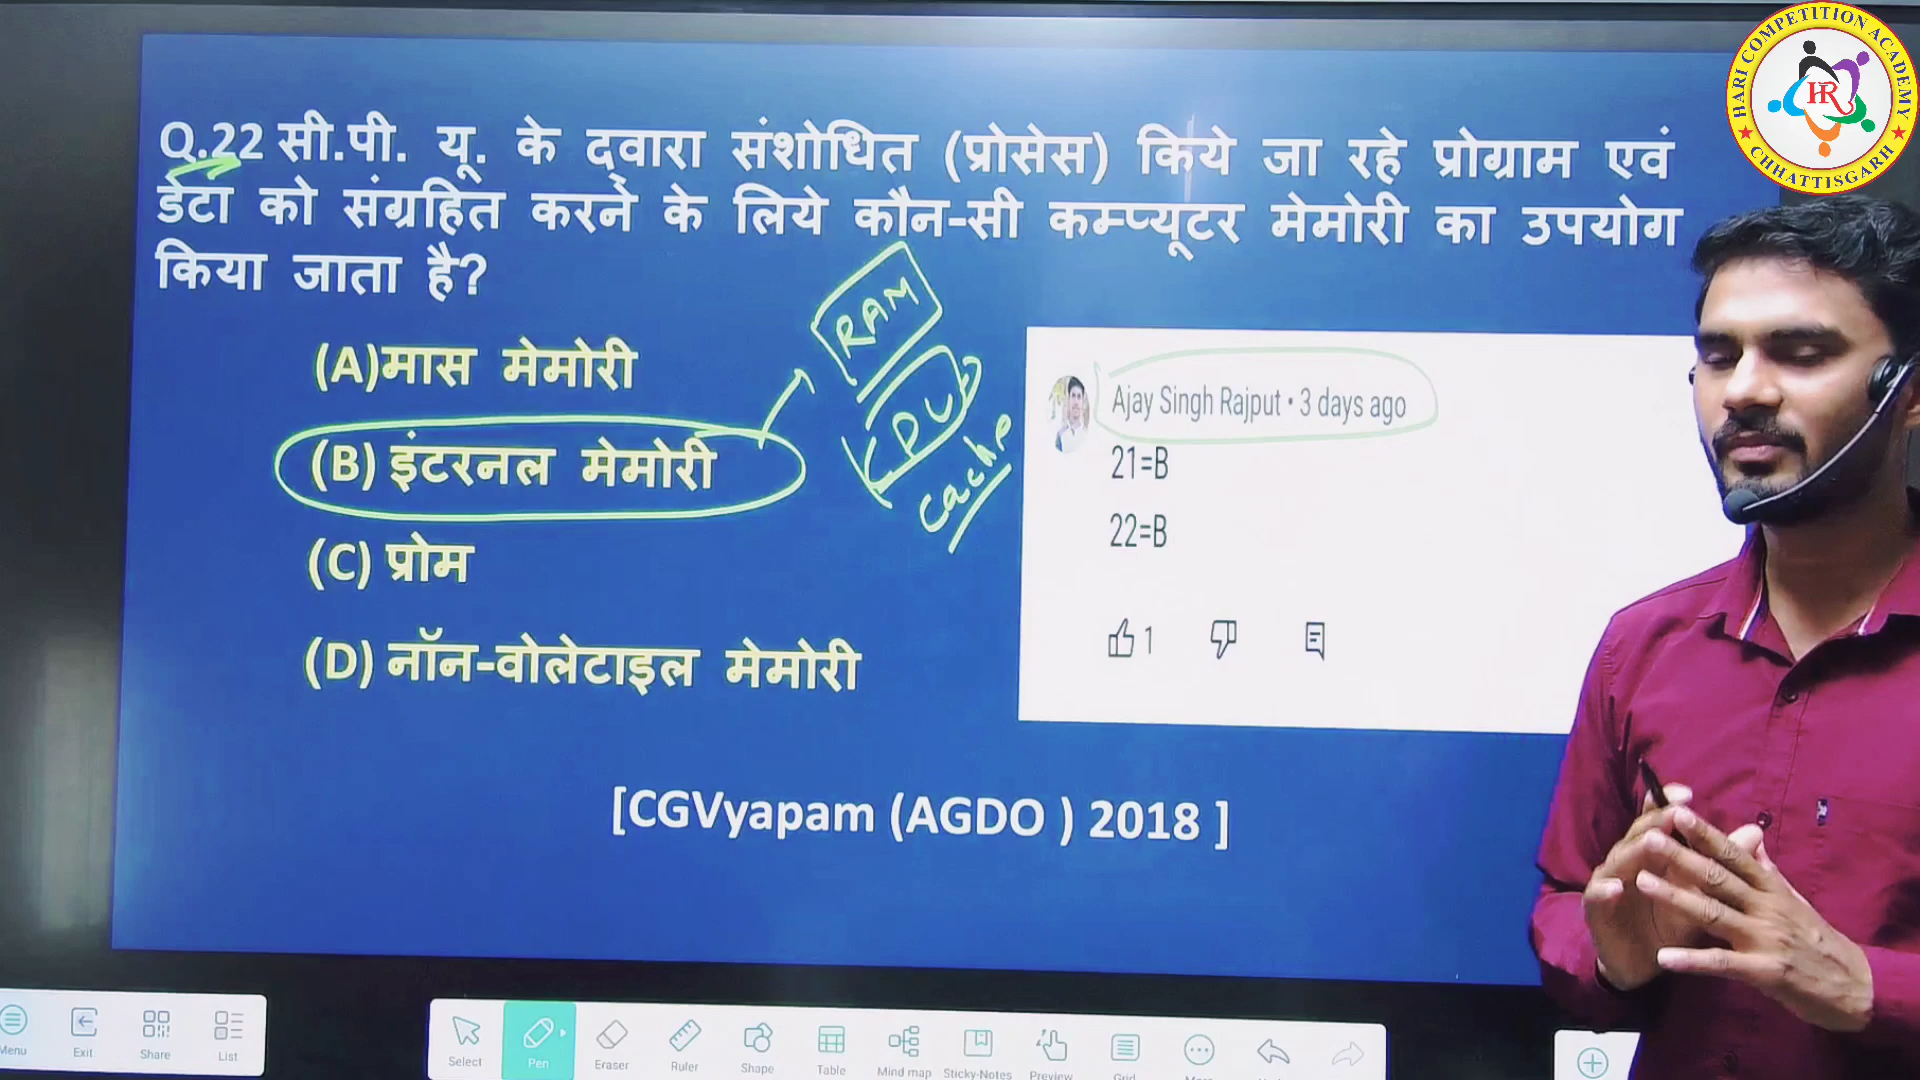 HARI COMPETITION ACADEMY
HR
★ CHHATTISGARH ★
Q.22 सी.पी. यू. के द्वारा संशोधित (प्रोसेस) किये जा रहे प्रोग्राम एवं
डेटा को संग्रहित करने के लिये कौन-सी कम्प्यूटर मेमोरी का उपयोग
किया जाता है?
(A)मास मेमोरी
(B) इंटरनल मेमोरी
(C) प्रोम
(D) नॉन-वोलेटाइल मेमोरी
RAM
CPU
Cache
Ajay Singh Rajput • 3 days ago
21=B
22=B
1
[CGVyapam (AGDO ) 2018 ]
Menu Exit Share List
Select Pen Eraser Ruler Shape Table Mind map Sticky-Notes Preview Grid